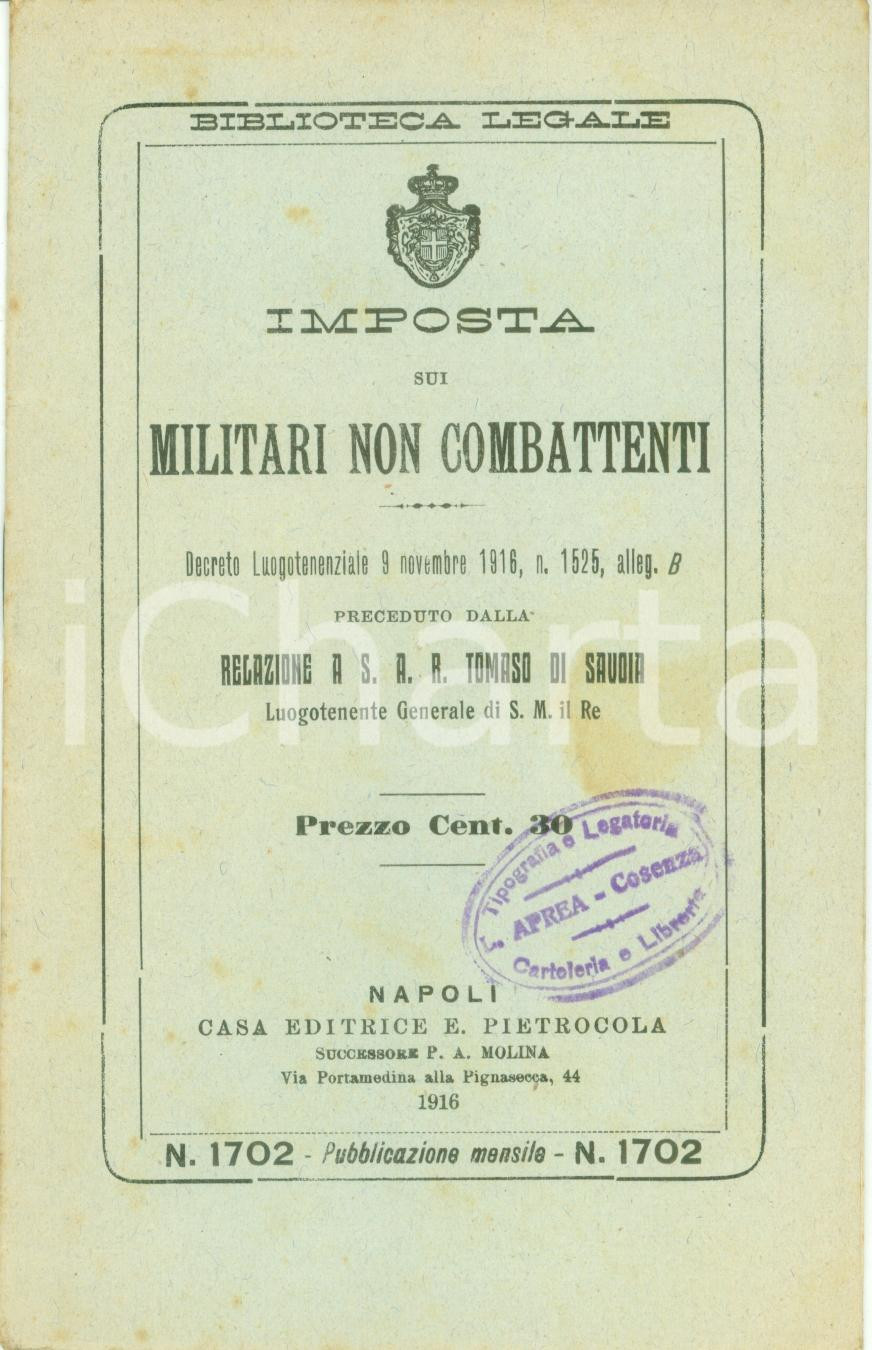 BIBLIOTECA LEGALE
IMPOSTA
SUI
MILITARI NON COMBATTENTI
Decreto Luogotenenziale 9 novembre 1916, n. 1525, alleg. B
PRECEDUTO DALLA
RELAZIONE A S. A. R. TOMASO DI SAVOIA
Luogotenente Generale di S. M. il Re
iCharta
Prezzo Cent. 30
Tipografia e Legatoria
L. APREA - Cosenza
Cartoleria e Libreria
NAPOLI
CASA EDITRICE E. PIETROCOLA
SUCCESSORE P. A. MOLINA
Via Portamedina alla Pignasecca, 44
1916
N. 1702 - Pubblicazione mensile - N. 1702